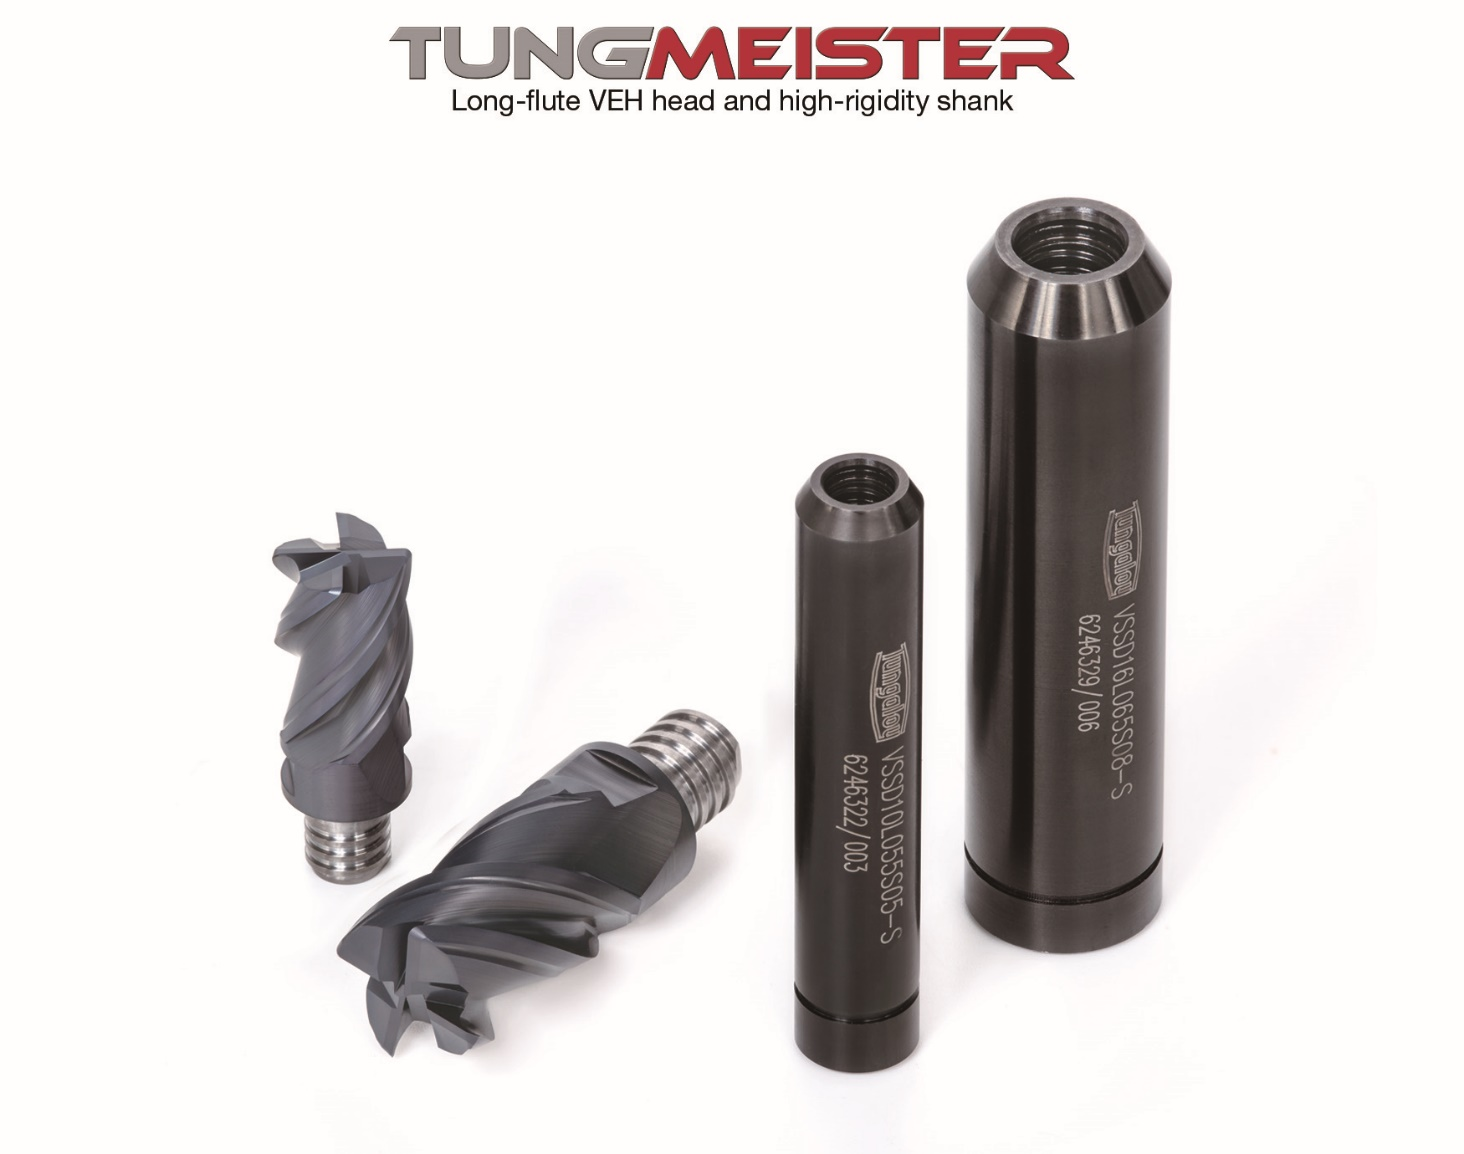 TUNGMEISTER
Long-flute VEH head and high-rigidity shank
Tungaloy
VSSD10L055S05-S
6246322/003
Tungaloy
VSSD16L065S08-S
6246329/006